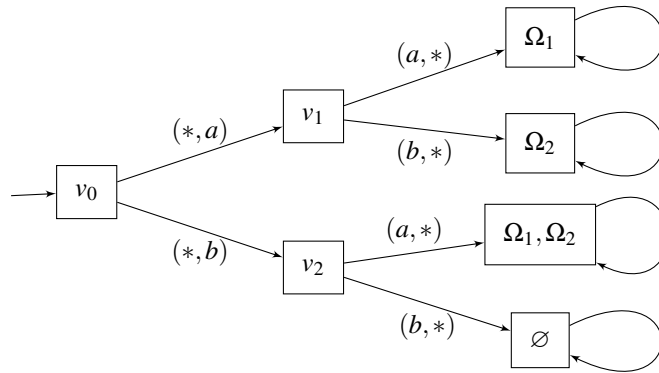 Ω₁
(a, *)
v₁
(*, a)
(b, *)
Ω₂
v₀
(a, *)
Ω₁, Ω₂
(*, b)
v₂
(b, *)
∅